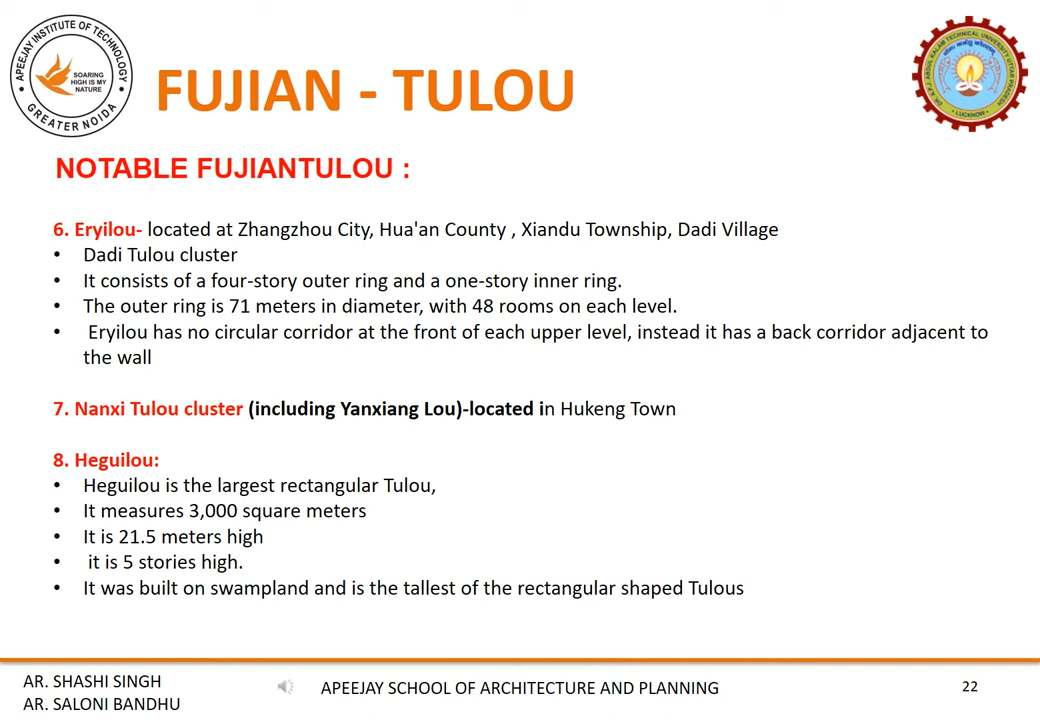 APEEJAY INSTITUTE OF TECHNOLOGY
SOARING
HIGH IS MY
NATURE
GREATER NOIDA
FUJIAN - TULOU
LUCKNOW
NOTABLE FUJIANTULOU :
6. Eryilou- located at Zhangzhou City, Hua'an County , Xiandu Township, Dadi Village
• Dadi Tulou cluster
• It consists of a four-story outer ring and a one-story inner ring.
• The outer ring is 71 meters in diameter, with 48 rooms on each level.
• Eryilou has no circular corridor at the front of each upper level, instead it has a back corridor adjacent to
the wall
7. Nanxi Tulou cluster (including Yanxiang Lou)-located in Hukeng Town
8. Heguilou:
• Heguilou is the largest rectangular Tulou,
• It measures 3,000 square meters
• It is 21.5 meters high
• it is 5 stories high.
• It was built on swampland and is the tallest of the rectangular shaped Tulous
AR. SHASHI SINGH
AR. SALONI BANDHU
APEEJAY SCHOOL OF ARCHITECTURE AND PLANNING
22